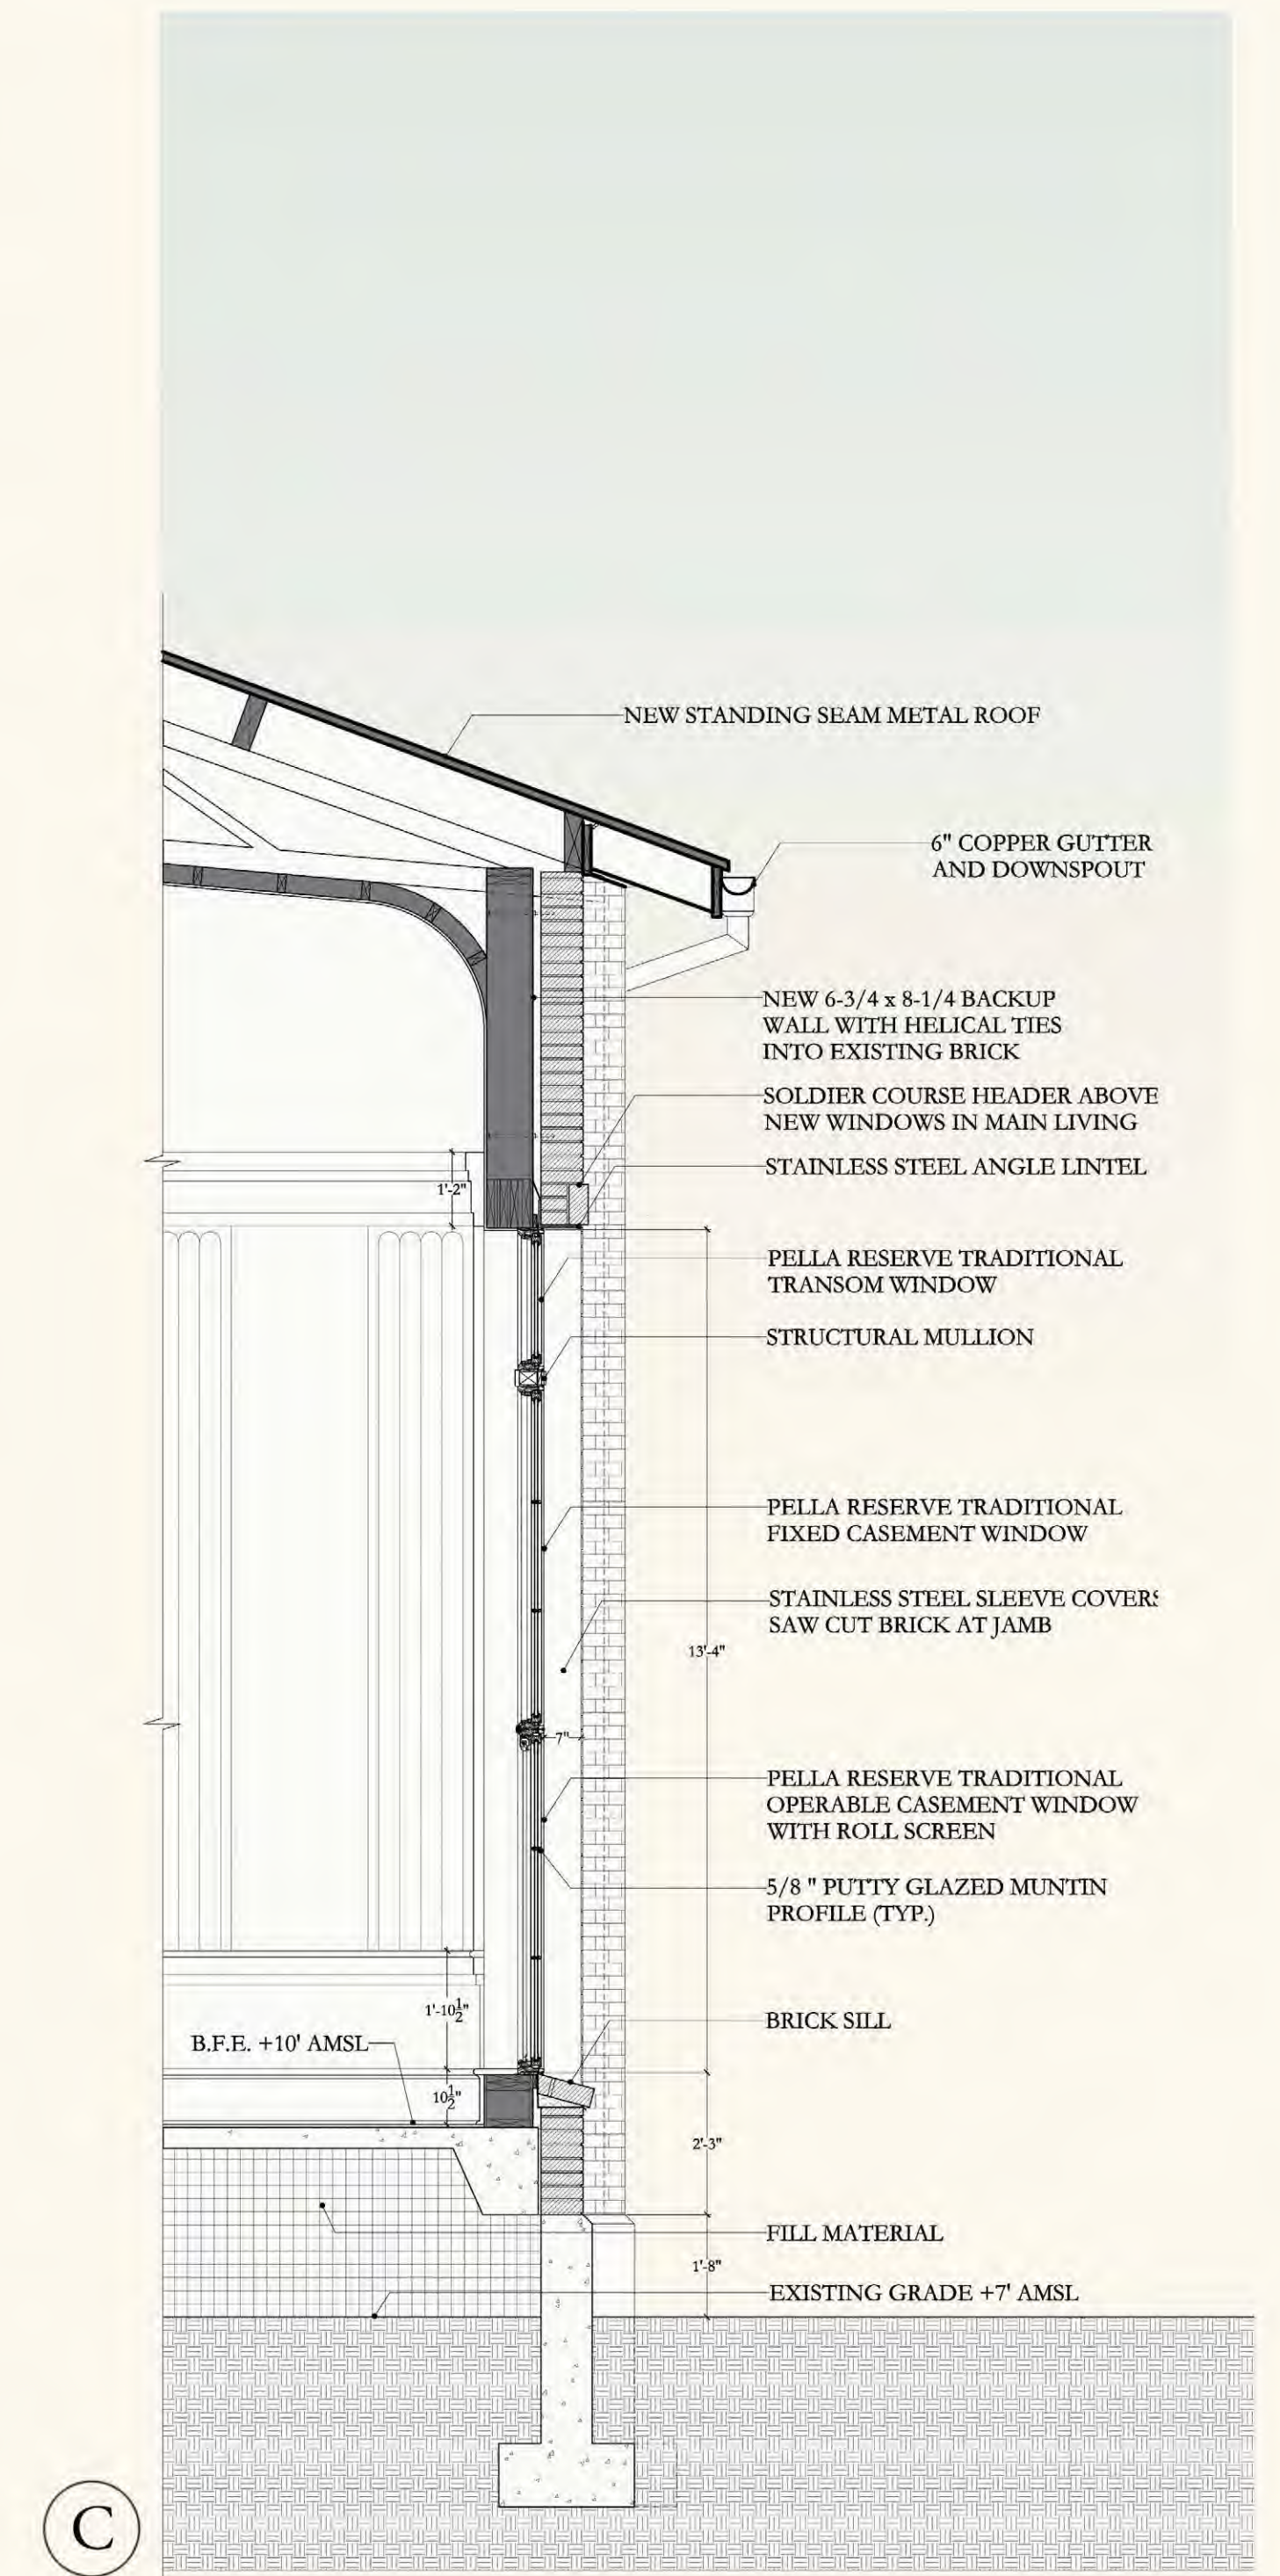 NEW STANDING SEAM METAL ROOF
6" COPPER GUTTER
AND DOWNSPOUT
NEW 6-3/4 x 8-1/4 BACKUP
WALL WITH HELICAL TIES
INTO EXISTING BRICK
SOLDIER COURSE HEADER ABOVE
NEW WINDOWS IN MAIN LIVING
STAINLESS STEEL ANGLE LINTEL
1'-2"
PELLA RESERVE TRADITIONAL
TRANSOM WINDOW
STRUCTURAL MULLION
PELLA RESERVE TRADITIONAL
FIXED CASEMENT WINDOW
STAINLESS STEEL SLEEVE COVERS
SAW CUT BRICK AT JAMB
13'-4"
7"
PELLA RESERVE TRADITIONAL
OPERABLE CASEMENT WINDOW
WITH ROLL SCREEN
5/8 " PUTTY GLAZED MUNTIN
PROFILE (TYP.)
1'-10 1/2"
BRICK SILL
B.F.E. +10' AMSL
10 1/2"
2'-3"
FILL MATERIAL
1'-8"
EXISTING GRADE +7' AMSL
C